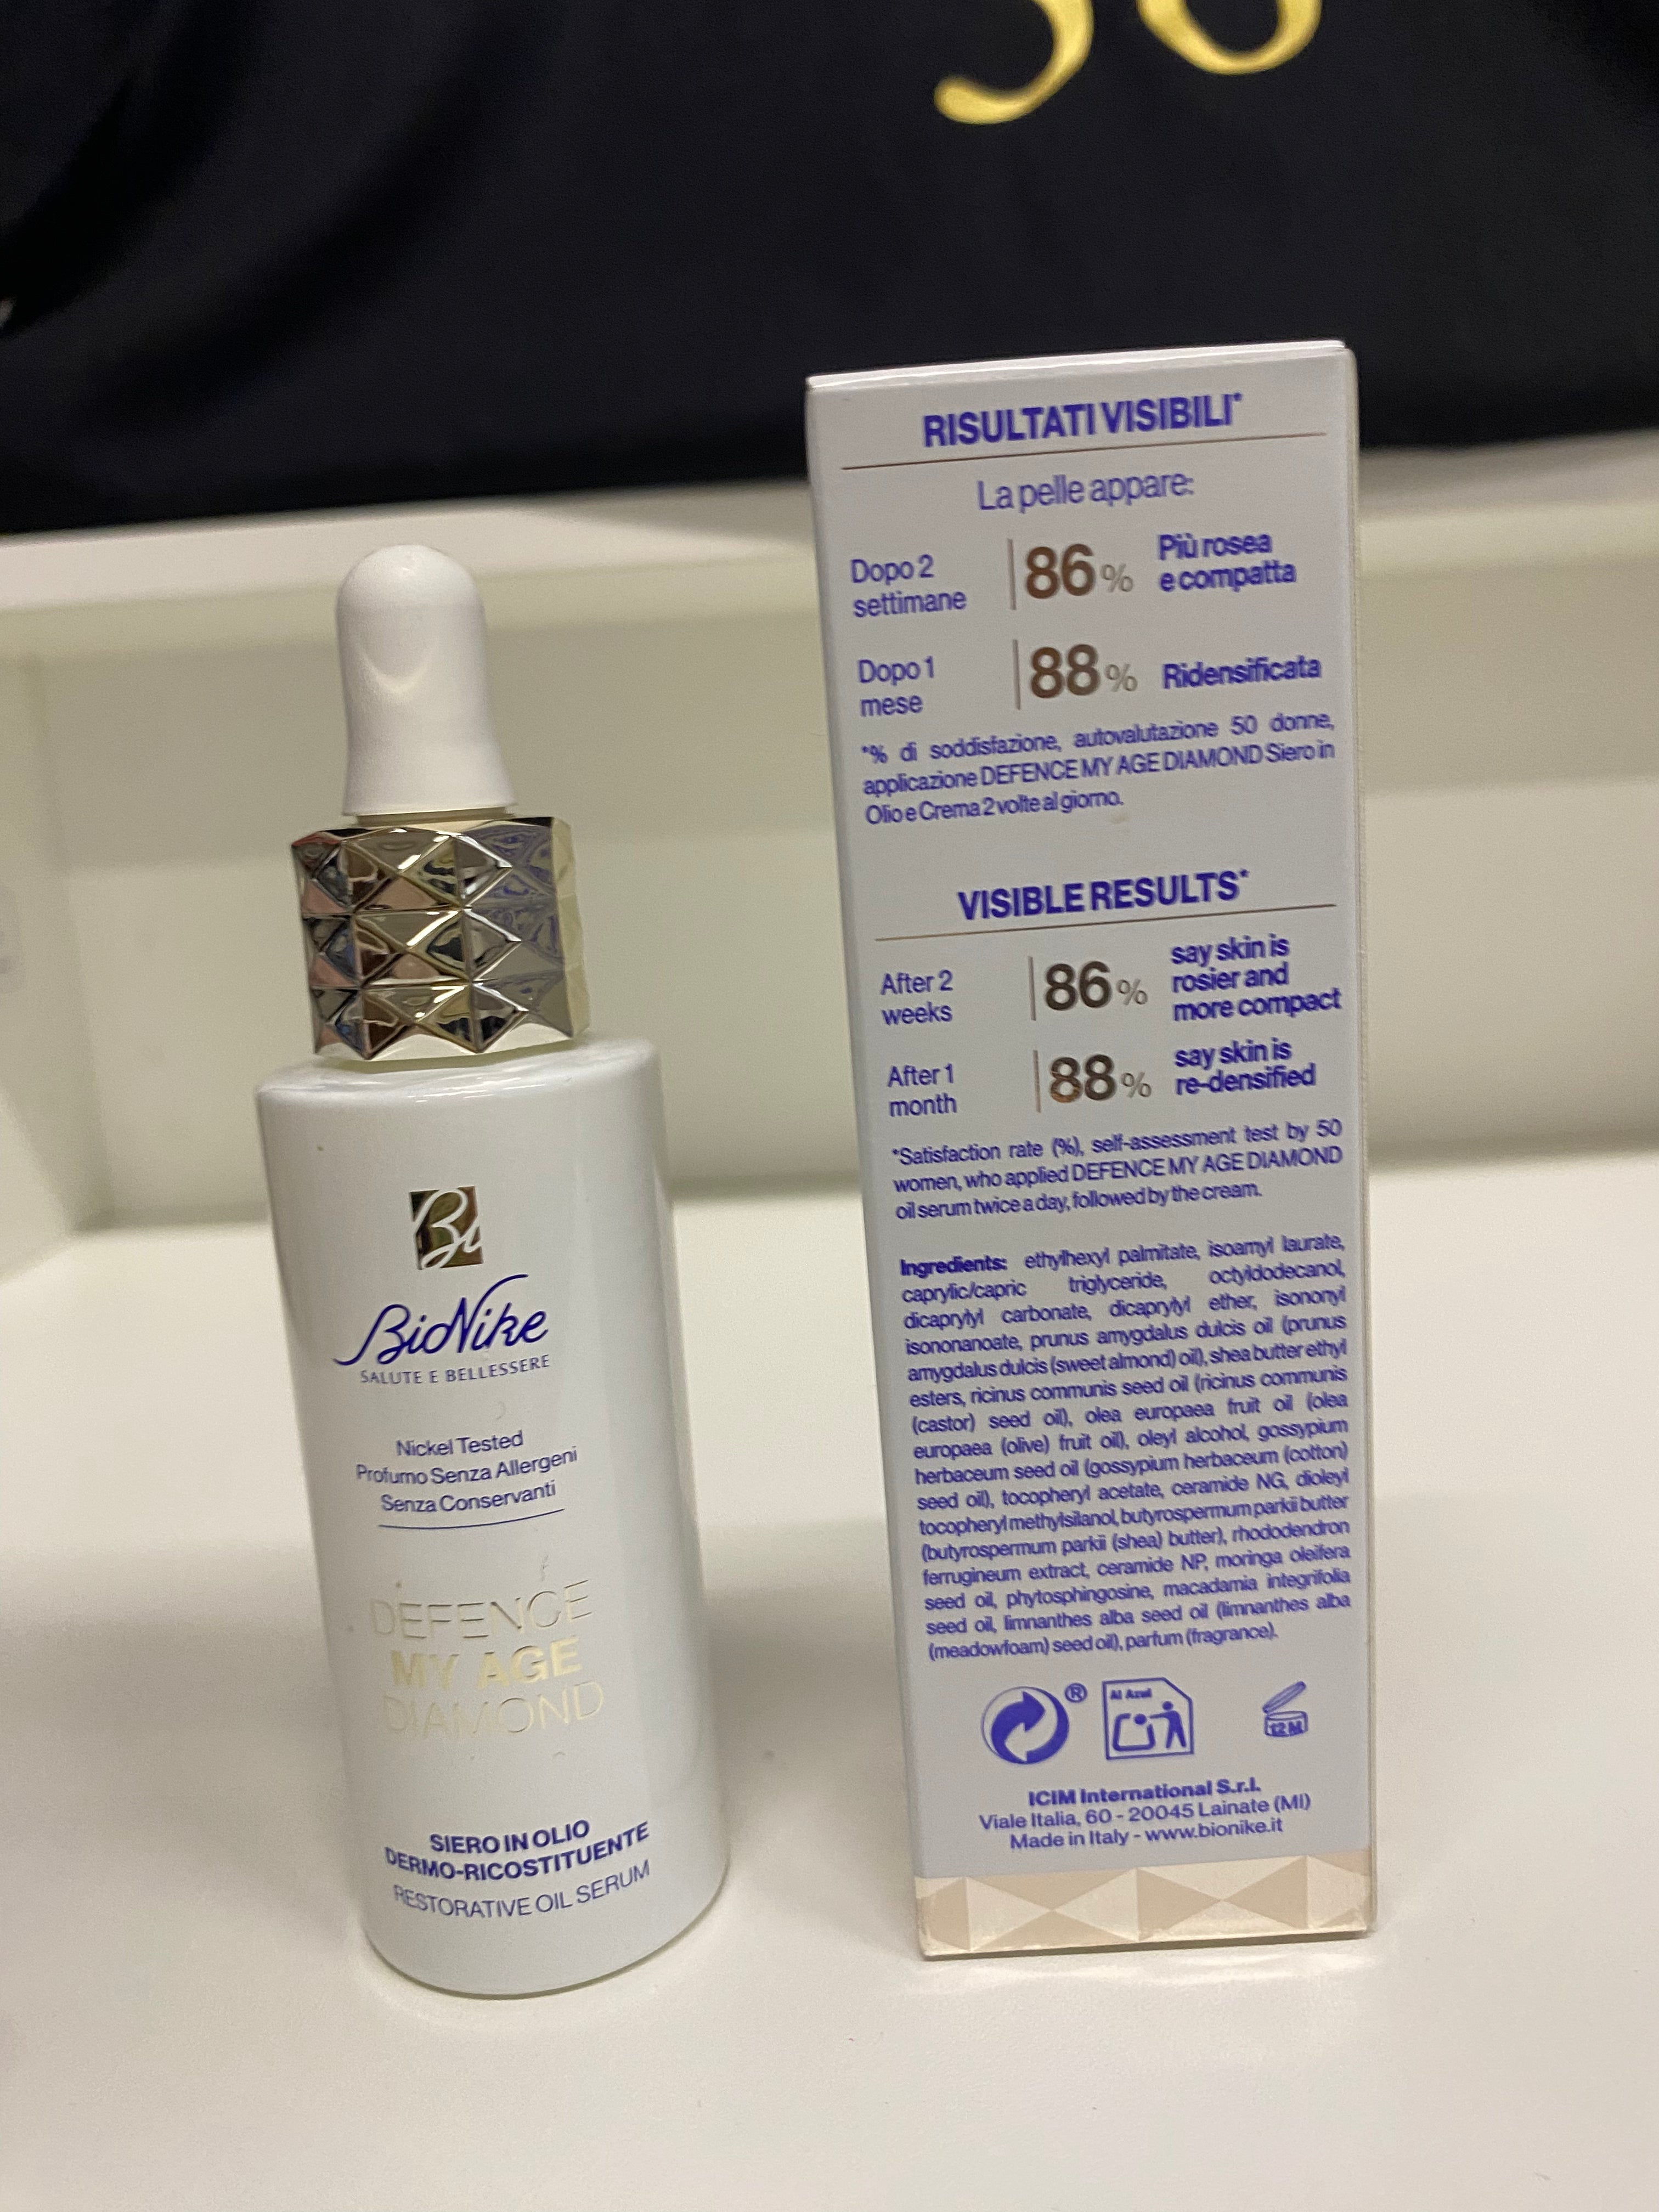 Bi
BioNike
SALUTE E BELLESSERE
Nickel Tested
Profumo Senza Allergeni
Senza Conservanti
DEFENCE
MY AGE
DIAMOND
SIERO IN OLIO
DERMO-RICOSTITUENTE
RESTORATIVE OIL SERUM
RISULTATI VISIBILI*
La pelle appare:
Dopo 2
settimane
86%
Più rosea
e compatta
Dopo 1
mese
88%
Ridensificata
*% di soddisfazione, autovalutazione 50 donne,
applicazione DEFENCE MY AGE DIAMOND Siero in
Olio e Crema 2 volte al giorno.
VISIBLE RESULTS*
After 2
weeks
86%
say skin is
rosier and
more compact
After 1
month
88%
say skin is
re-densified
*Satisfaction rate (%), self-assessment test by 50
women, who applied DEFENCE MY AGE DIAMOND
oil serum twice a day, followed by the cream.
Ingredients: ethylhexyl palmitate, isoamyl laurate,
caprylic/capric triglyceride, octyldodecanol,
dicaprylyl carbonate, dicaprylyl ether, isononyl
isononanoate, prunus amygdalus dulcis oil (prunus
amygdalus dulcis (sweet almond) oil), shea butter ethyl
esters, ricinus communis seed oil (ricinus communis
(castor) seed oil), olea europaea fruit oil (olea
europaea (olive) fruit oil), oleyl alcohol, gossypium
herbaceum seed oil (gossypium herbaceum (cotton)
seed oil), tocopheryl acetate, ceramide NG, dioleyl
tocopheryl methylsilanol, butyrospermum parkii butter
(butyrospermum parkii (shea) butter), rhododendron
ferrugineum extract, ceramide NP, moringa oleifera
seed oil, phytosphingosine, macadamia integrifolia
seed oil, limnanthes alba seed oil (limnanthes alba
(meadowfoam) seed oil), parfum (fragrance).
®
Al Azul
12 M
ICIM International S.r.l.
Viale Italia, 60 - 20045 Lainate (MI)
Made in Italy - www.bionike.it